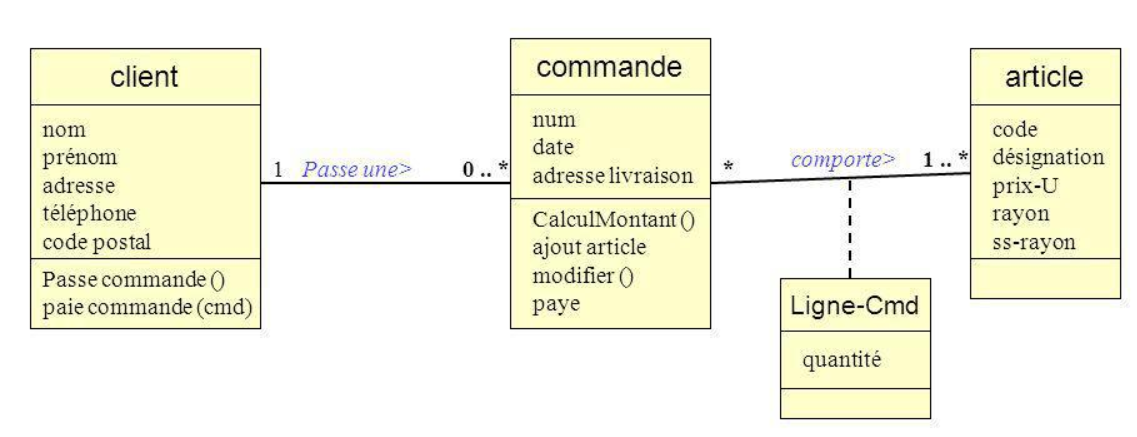 client
nom
prénom
adresse
téléphone
code postal
Passe commande ()
paie commande (cmd)
1 Passe une> 0 .. *
commande
num
date
adresse livraison
CalculMontant ()
ajout article
modifier ()
paye
* comporte> 1 .. *
Ligne-Cmd
quantité
article
code
désignation
prix-U
rayon
ss-rayon